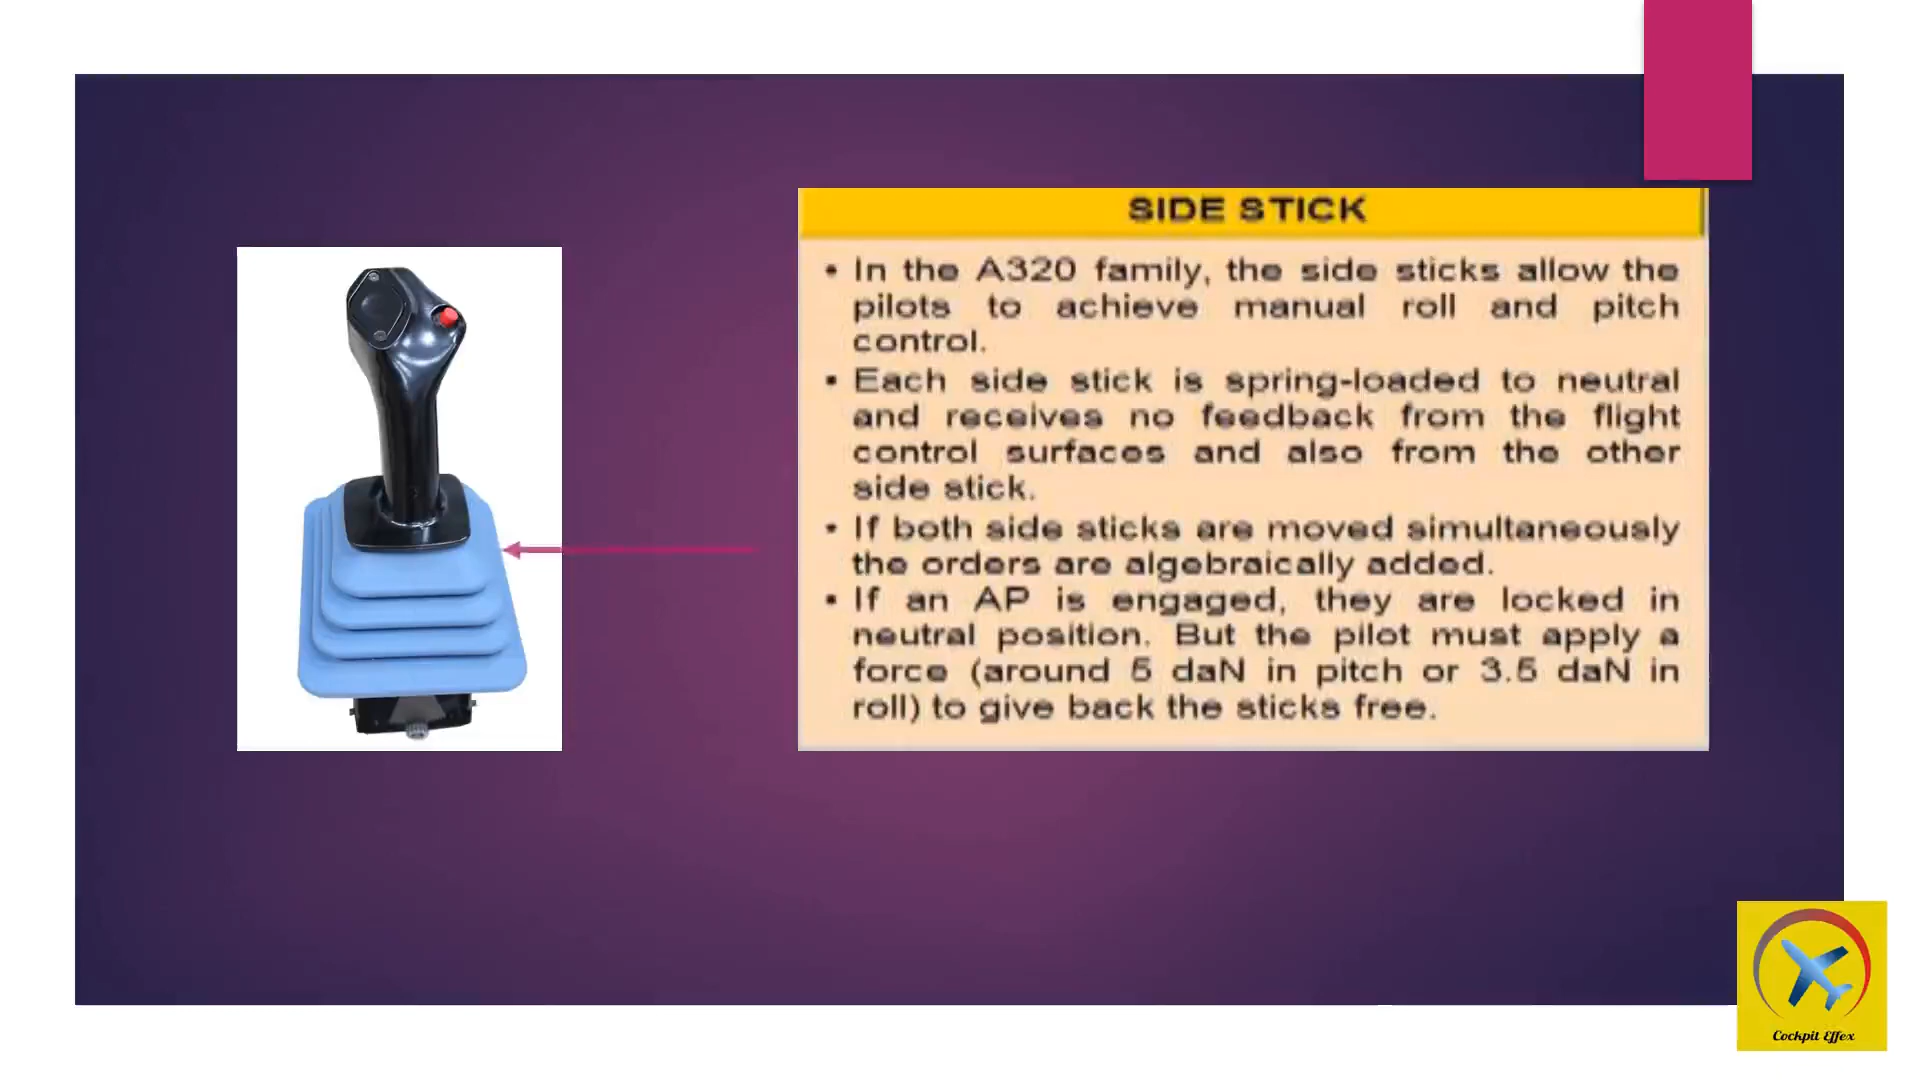 SIDE STICK
• In the A320 family, the side sticks allow the
pilots to achieve manual roll and pitch
control.
• Each side stick is spring-loaded to neutral
and receives no feedback from the flight
control surfaces and also from the other
side stick.
• If both side sticks are moved simultaneously
the orders are algebraically added.
• If an AP is engaged, they are locked in
neutral position. But the pilot must apply a
force (around 5 daN in pitch or 3.5 daN in
roll) to give back the sticks free.
Cockpit Effex